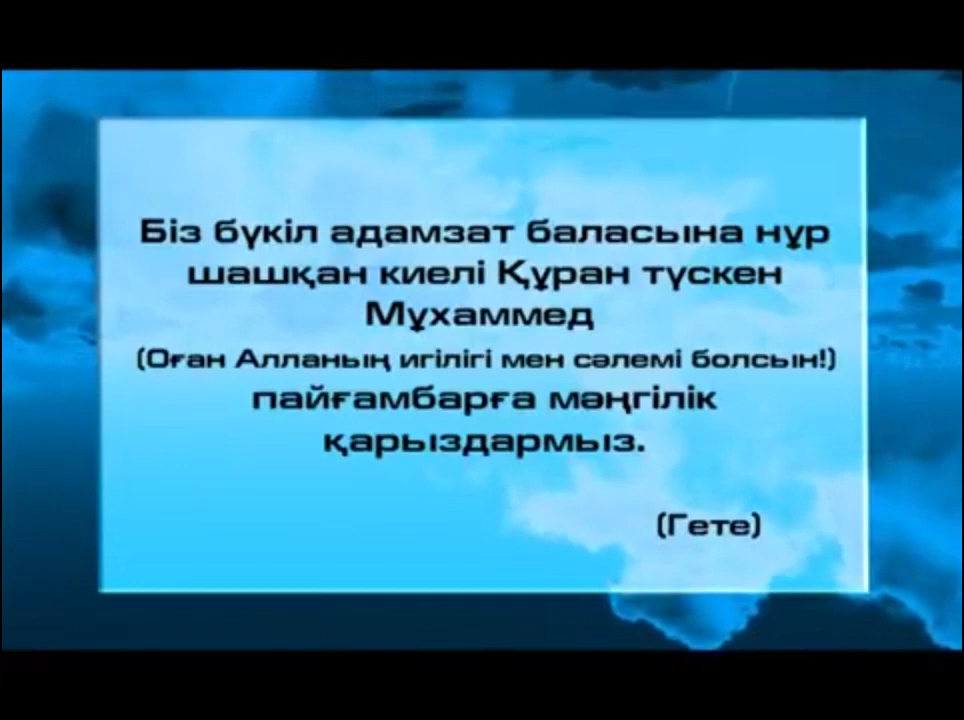 Біз бүкіл адамзат баласына нұр
шашқан киелі Құран түскен
Мұхаммед
(Оған Алланың игілігі мен сәлемі болсын!)
пайғамбарға мәңгілік
қарыздармыз.
(Гете)